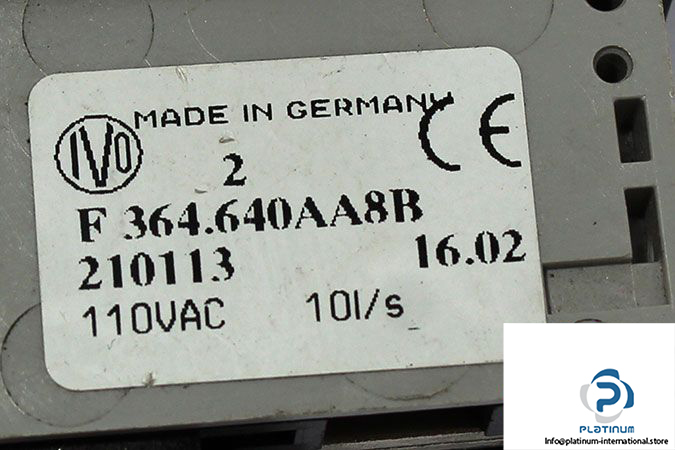 IVO
MADE IN GERMANY
CE
2
F 364.640AA8B
210113 16.02
110VAC 10I/s
PLATINUM
Info@platinum-international.store